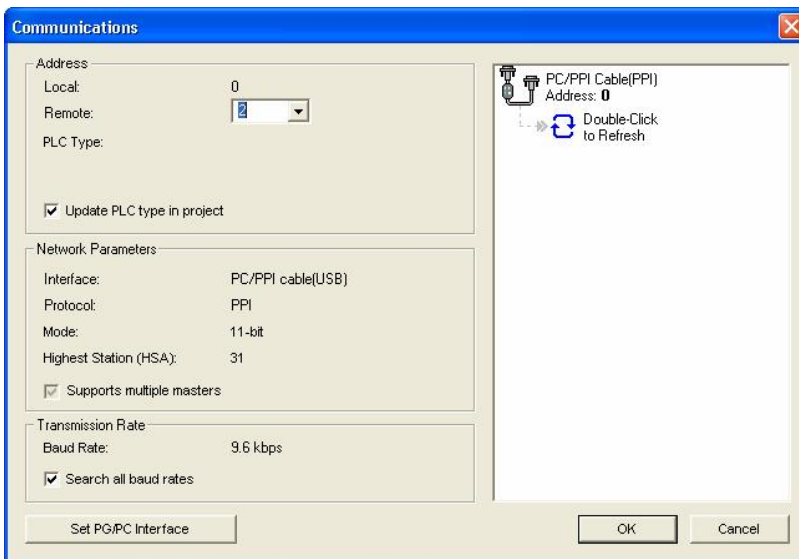 Communications
Address
Local: 0
Remote: 2
PLC Type:
Update PLC type in project
Network Parameters
Interface: PC/PPI cable(USB)
Protocol: PPI
Mode: 11-bit
Highest Station (HSA): 31
Supports multiple masters
Transmission Rate
Baud Rate: 9.6 kbps
Search all baud rates
Set PG/PC Interface
PC/PPI Cable(PPI)
Address: 0
Double-Click
to Refresh
OK
Cancel